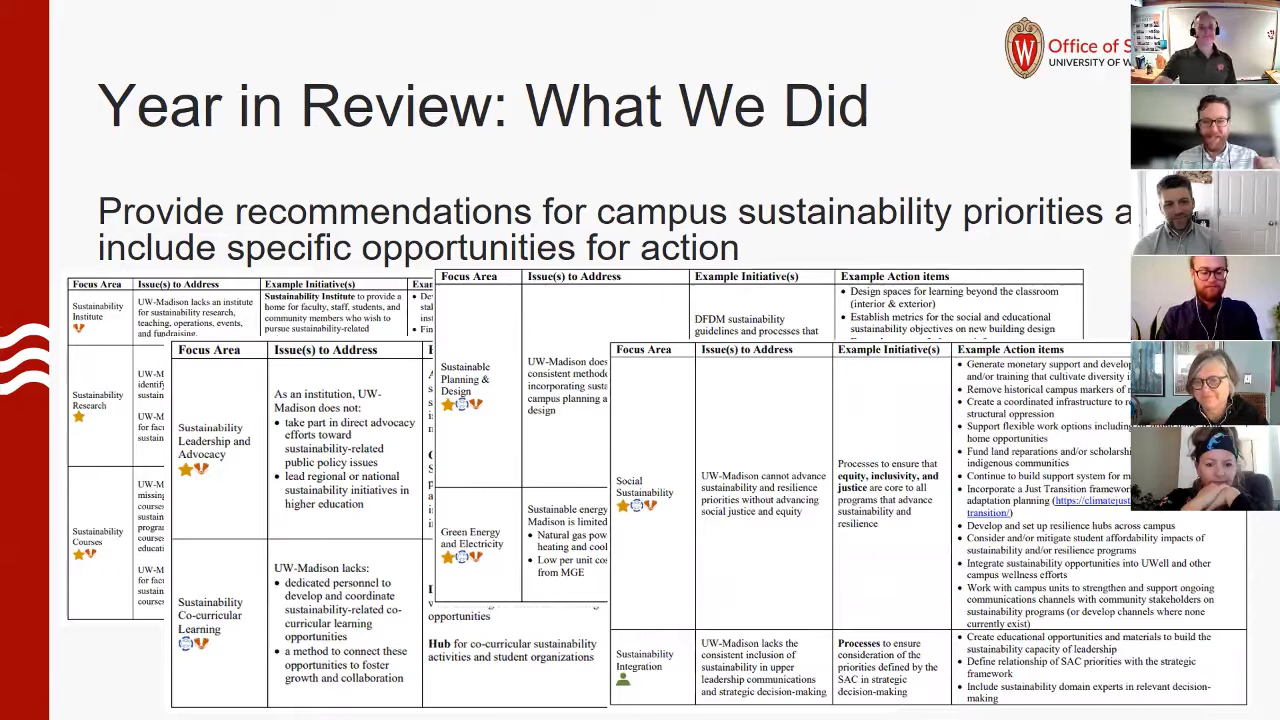 Office of S
UNIVERSITY OF W
Year in Review: What We Did
Provide recommendations for campus sustainability priorities a
include specific opportunities for action
Focus Area
Issue(s) to Address
Example Initiative(s)
Sustainability
Institute
UW-Madison lacks an institute
for sustainability research,
teaching, operations, events,
and fundraising.
Sustainability Institute to provide a
home for faculty, staff, students, and
community members who wish to
pursue sustainability-related
Sustainability
Research
UW-M
identify
sustain
UW-M
for facu
sustain
Sustainability
Courses
UW-M
missing
courses
sustain
progra
courses
educati
UW-M
for facu
sustain
courses
Focus Area
Issue(s) to Address
Sustainability
Leadership and
Advocacy
As an institution, UW-
Madison does not:
• take part in direct advocacy
efforts toward
sustainability-related
public policy issues
• lead regional or national
sustainability initiatives in
higher education
Sustainability
Co-curricular
Learning
UW-Madison lacks:
• dedicated personnel to
develop and coordinate
sustainability-related co-
curricular learning
opportunities
• a method to connect these
opportunities to foster
growth and collaboration
opportunities
Hub for co-curricular sustainability
activities and student organizations
Focus Area
Issue(s) to Address
Example Initiative(s)
Example Action items
Sustainable
Planning &
Design
UW-Madison does
consistent method
incorporating susta
campus planning a
design
DFDM sustainability
guidelines and processes that
• Design spaces for learning beyond the classroom
(interior & exterior)
• Establish metrics for the social and educational
sustainability objectives on new building design
Green Energy
and Electricity
Sustainable energy
Madison is limited
• Natural gas pow
heating and cool
• Low per unit cos
from MGE
Focus Area
Issue(s) to Address
Example Initiative(s)
Example Action items
Social
Sustainability
UW-Madison cannot advance
sustainability and resilience
priorities without advancing
social justice and equity
Processes to ensure that
equity, inclusivity, and
justice are core to all
programs that advance
sustainability and
resilience
• Generate monetary support and develop
and/or training that cultivate diversity i
• Remove historical campus markers of
• Create a coordinated infrastructure to re
structural oppression
• Support flexible work options including
home opportunities
• Fund land reparations and/or scholarsh
indigenous communities
• Continue to build support system for m
• Incorporate a Just Transition framework
adaptation planning (https://climatejust
transition/)
• Develop and set up resilience hubs across campus
• Consider and/or mitigate student affordability impacts of
sustainability and/or resilience programs
• Integrate sustainability opportunities into UWell and other
campus wellness efforts
• Work with campus units to strengthen and support ongoing
communications channels with community stakeholders on
sustainability programs (or develop channels where none
currently exist)
Sustainability
Integration
UW-Madison lacks the
consistent inclusion of
sustainability in upper
leadership communications
and strategic decision-making
Processes to ensure
consideration of the
priorities defined by the
SAC in strategic
decision-making
• Create educational opportunities and materials to build the
sustainability capacity of leadership
• Define relationship of SAC priorities with the strategic
framework
• Include sustainability domain experts in relevant decision-
making